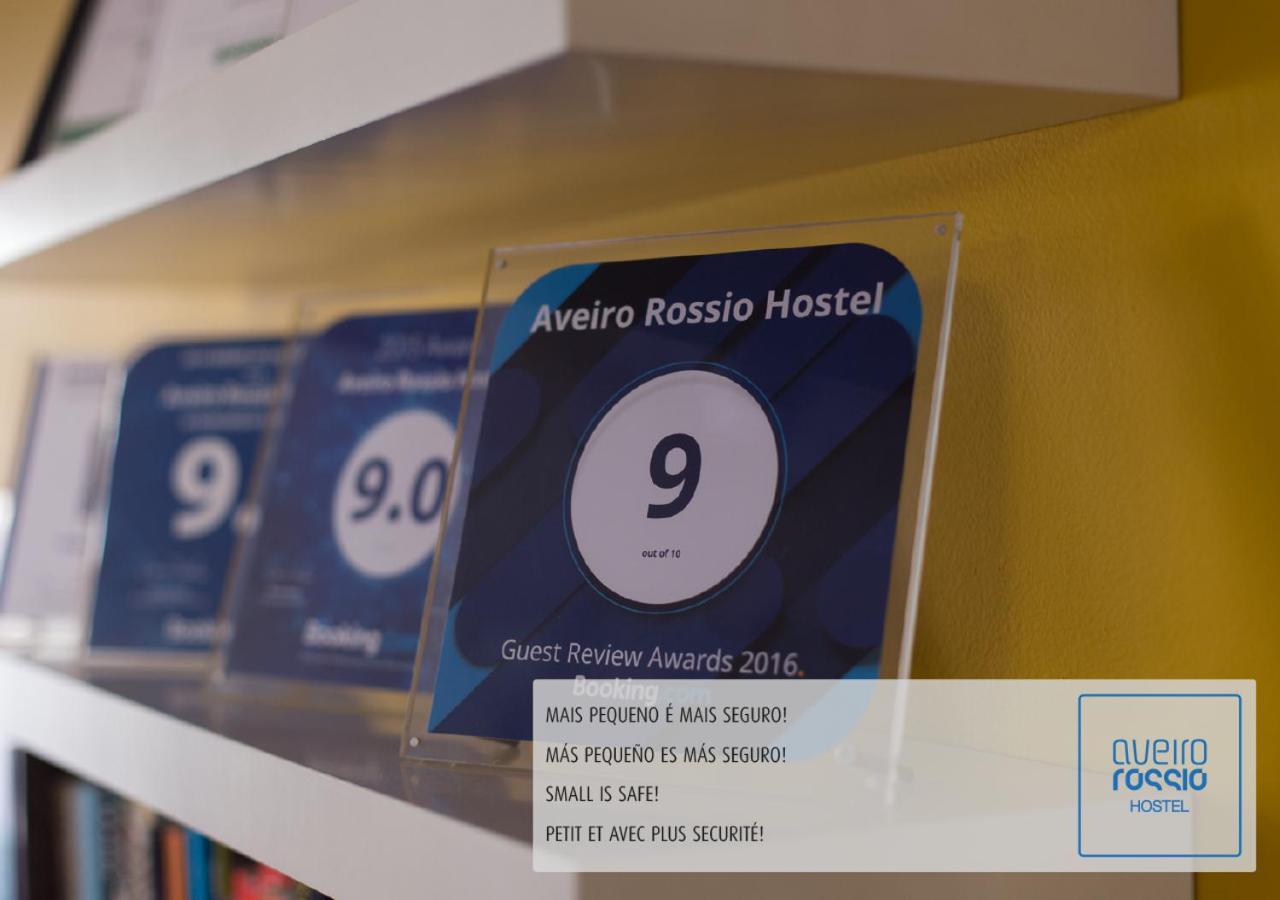 Aveiro Rossio Hostel
9
out of 10
Guest Review Awards 2016.
Booking.com
9.0
Booking
9.
MAIS PEQUENO É MAIS SEGURO!
MÁS PEQUEÑO ES MÁS SEGURO!
SMALL IS SAFE!
PETIT ET AVEC PLUS SECURITÉ!
aveiro
rossio
HOSTEL